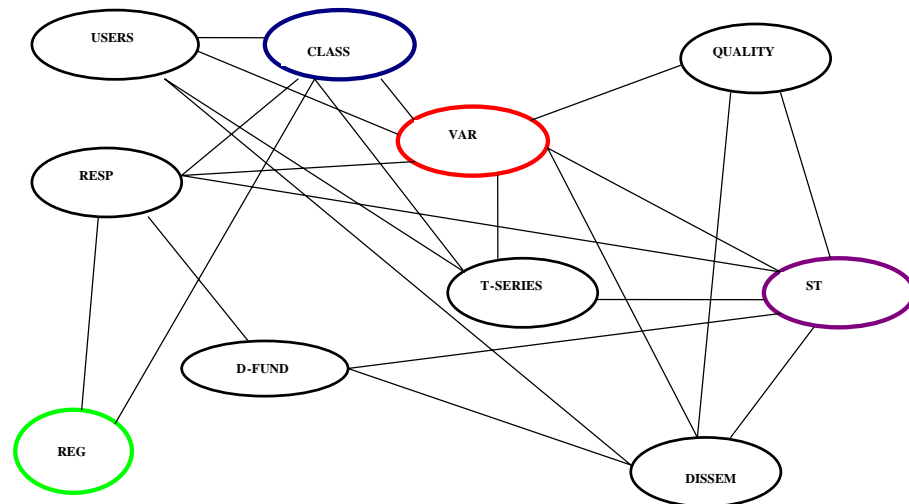 USERS
CLASS
QUALITY
VAR
RESP
T-SERIES
ST
D-FUND
REG
DISSEM